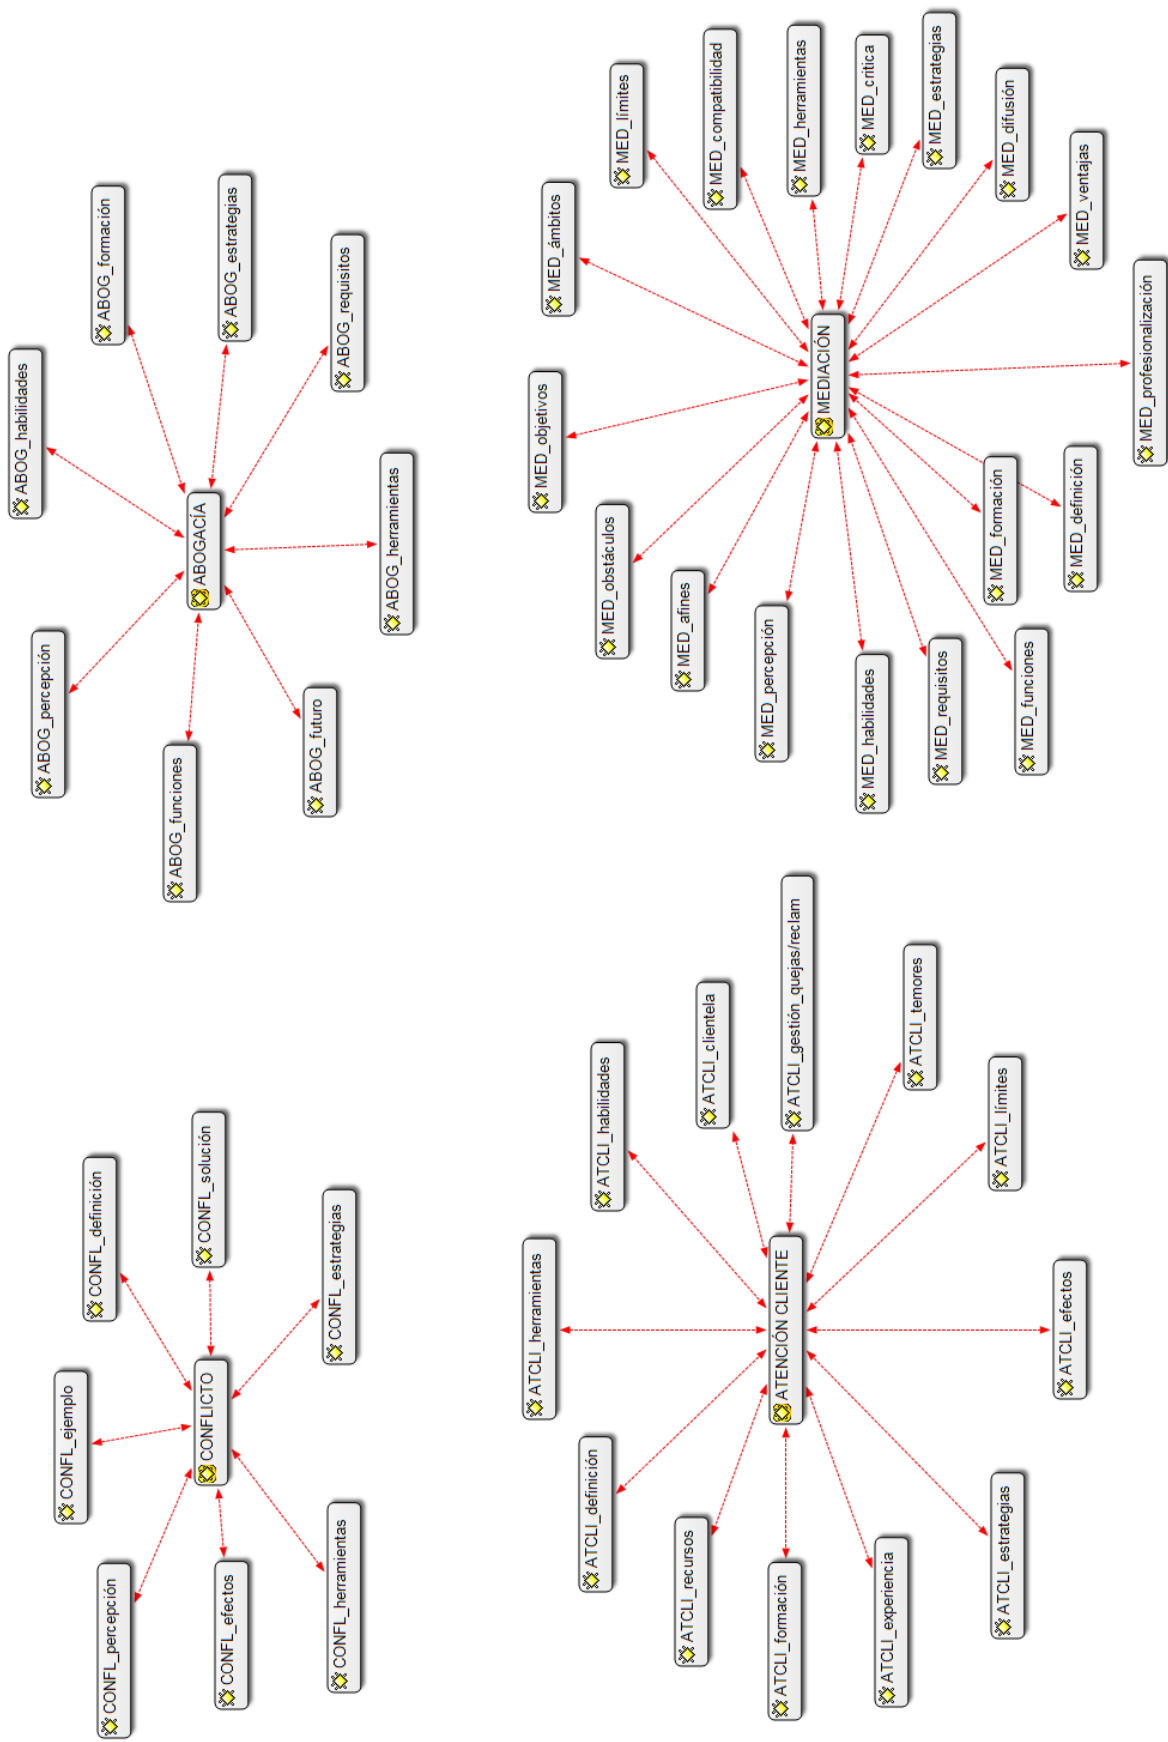 CONFL_percepción
CONFL_ejemplo
CONFL_definición
CONFL_solución
CONFLICTO
CONFL_efectos
CONFL_herramientas
CONFL_estrategias
ABOG_percepción
ABOG_habilidades
ABOG_formación
ABOG_funciones
ABOGACÍA
ABOG_estrategias
ABOG_futuro
ABOG_herramientas
ABOG_requisitos
ATCLI_herramientas
ATCLI_definición
ATCLI_habilidades
ATCLI_recursos
ATCLI_clientela
ATCLI_formación
ATENCIÓN CLIENTE
ATCLI_gestión_quejas/reclam
ATCLI_experiencia
ATCLI_temores
ATCLI_estrategias
ATCLI_efectos
ATCLI_límites
MED_objetivos
MED_ámbitos
MED_límites
MED_obstáculos
MED_compatibilidad
MED_afines
MED_percepción
MEDIACIÓN
MED_herramientas
MED_habilidades
MED_critica
MED_requisitos
MED_estrategias
MED_formación
MED_difusión
MED_funciones
MED_definición
MED_ventajas
MED_profesionalización